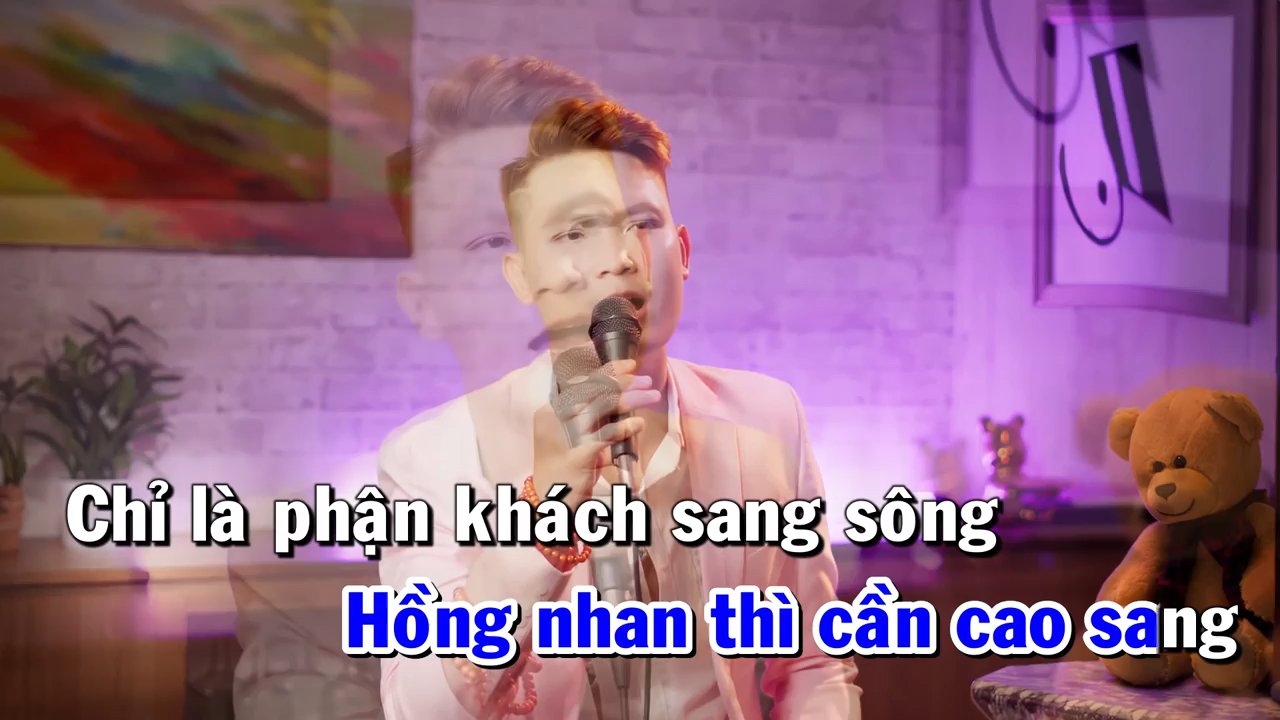 Chỉ là phận khách sang sông
Hồng nhan thì cần cao sang